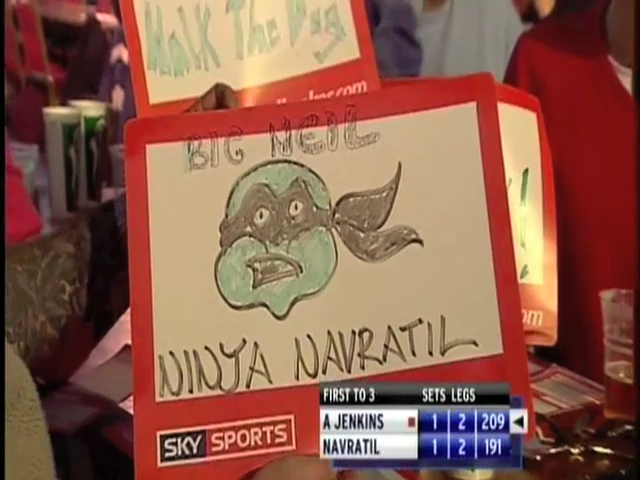 Walk The Dog
BIG NEIL
NINJA NAVRATIL
SKY SPORTS
FIRST TO 3 SETS LEGS
A JENKINS 1 2 209
NAVRATIL 1 2 191